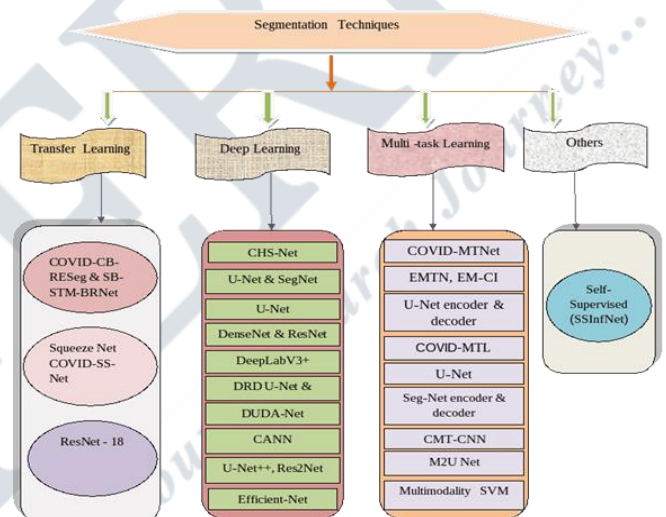 Segmentation Techniques
Transfer Learning
Deep Learning
Multi -task Learning
Others
COVID-CB-
RESeg & SB-
STM-BRNet
Squeeze Net
COVID-SS-
Net
ResNet - 18
CHS-Net
U-Net & SegNet
U-Net
DenseNet & ResNet
DeepLabV3+
DRD U-Net &
DUDA-Net
CANN
U-Net++, Res2Net
Efficient-Net
COVID-MTNet
EMTN, EM-CI
U-Net encoder &
decoder
COVID-MTL
U-Net
Seg-Net encoder &
decoder
CMT-CNN
M2U Net
Multimodality SVM
Self-
Supervised
(SSInfNet)